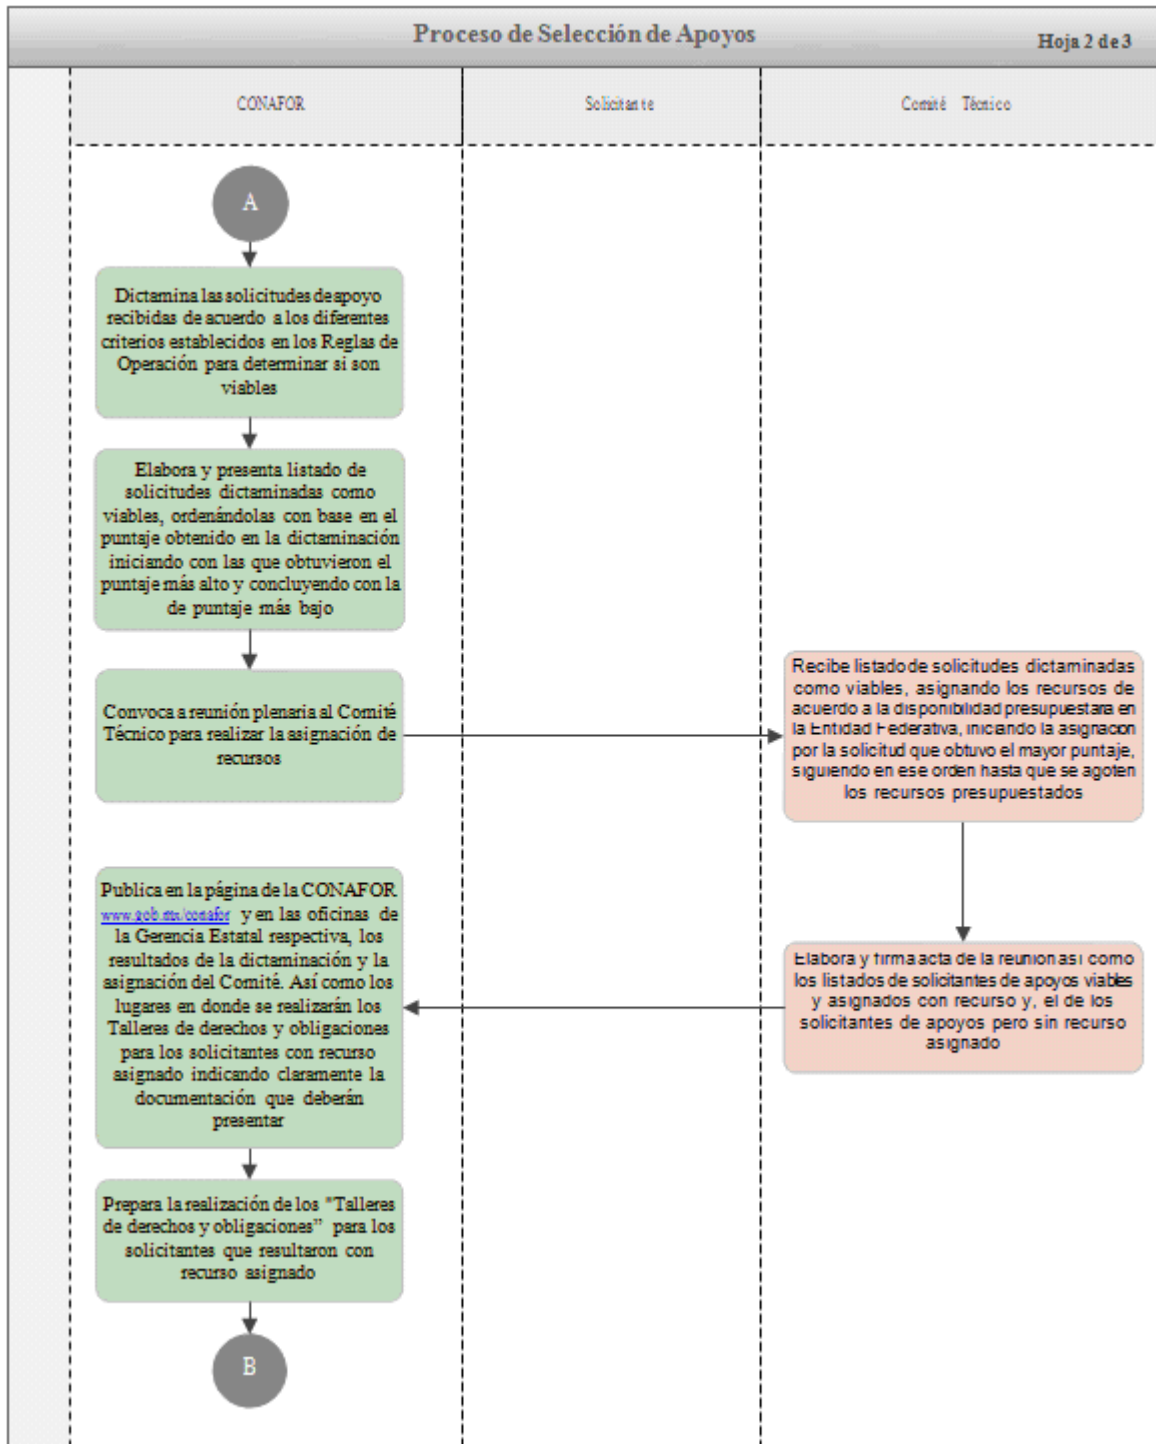 Proceso de Selección de Apoyos
Hoja 2 de 3
CONAFOR
Solicitante
Comité Técnico
A
Dictamina las solicitudes de apoyo
recibidas de acuerdo a los diferentes
criterios establecidos en los Reglas de
Operación para determinar si son
viables
Elabora y presenta listado de
solicitudes dictaminadas como
viables, ordenándolas con base en el
puntaje obtenido en la dictaminación
iniciando con las que obtuvieron el
puntaje más alto y concluyendo con la
de puntaje más bajo
Convoca a reunión plenaria al Comité
Técnico para realizar la asignación de
recursos
Recibe listado de solicitudes dictaminadas
como viables, asignando los recursos de
acuerdo a la disponibilidad presupuestara en
la Entidad Federativa, iniciando la asignación
por la solicitud que obtuvo el mayor puntaje,
siguiendo en ese orden hasta que se agoten
los recursos presupuestados
Publica en la página de la CONAFOR
www.gob.mx/conafor y en las oficinas de
la Gerencia Estatal respectiva, los
resultados de la dictaminación y la
asignación del Comité. Así como los
lugares en donde se realizarán los
Talleres de derechos y obligaciones
para los solicitantes con recurso
asignado indicando claramente la
documentación que deberán
presentar
Elabora y firma acta de la reunión así como
los listados de solicitantes de apoyos viables
y asignados con recurso y, el de los
solicitantes de apoyos pero sin recurso
asignado
Prepara la realización de los "Talleres
de derechos y obligaciones” para los
solicitantes que resultaron con
recurso asignado
B